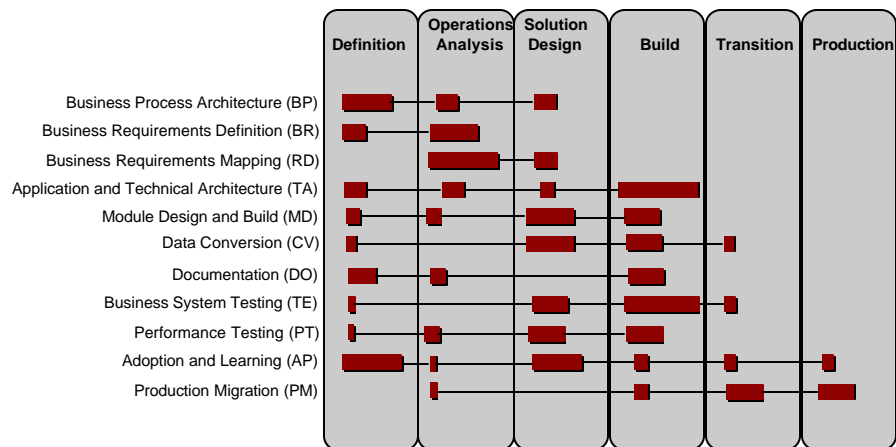 Definition
Operations
Analysis
Solution
Design
Build
Transition
Production
Business Process Architecture (BP)
Business Requirements Definition (BR)
Business Requirements Mapping (RD)
Application and Technical Architecture (TA)
Module Design and Build (MD)
Data Conversion (CV)
Documentation (DO)
Business System Testing (TE)
Performance Testing (PT)
Adoption and Learning (AP)
Production Migration (PM)